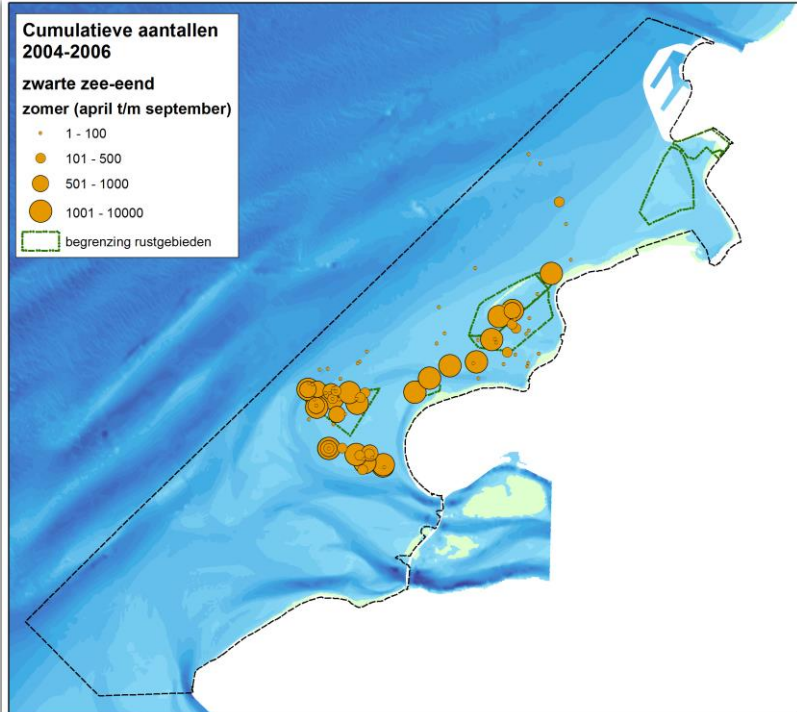 Cumulatieve aantallen
2004-2006
zwarte zee-eend
zomer (april t/m september)
1 - 100
101 - 500
501 - 1000
1001 - 10000
begrenzing rustgebieden